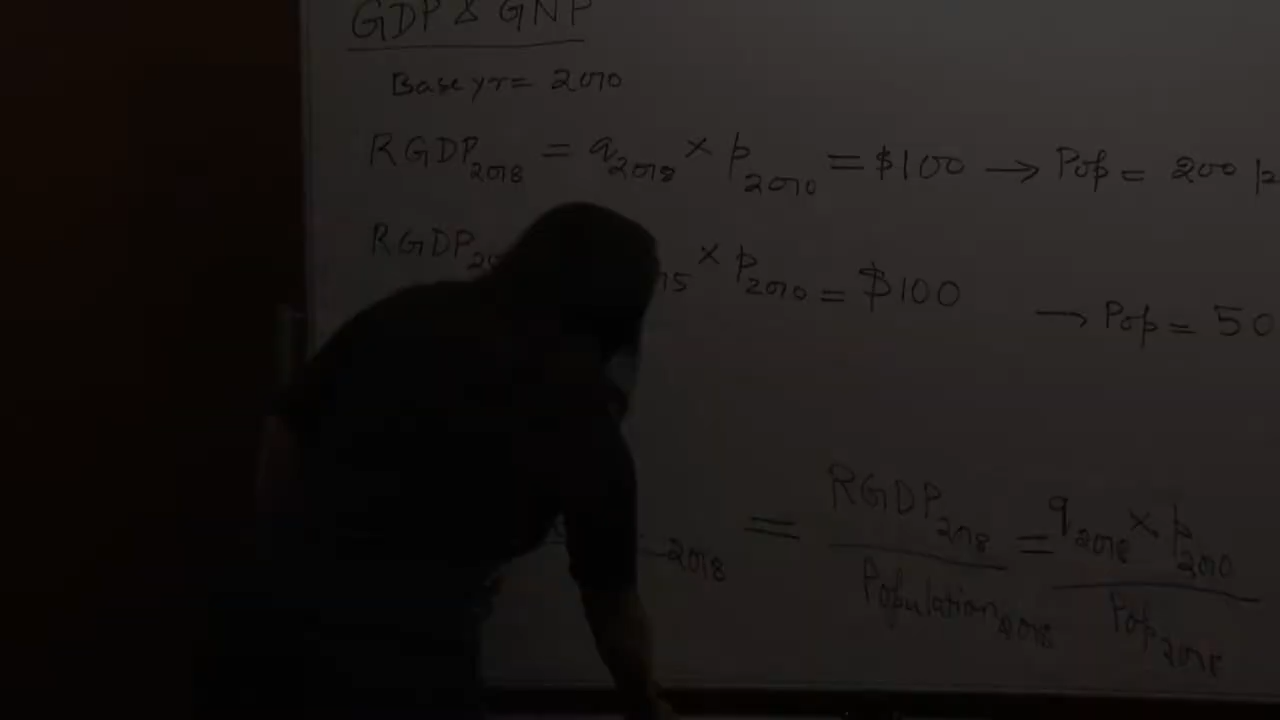 GDP & GNP
Base yr = 2010
RGDP2018 = q2018 × p2010 = $100 → Pop = 200
RGDP 15 × p2010 = $100 → Pop = 50
2018 = RGDP2018 / Population2018 = q2018 × p2010 / Pop2018